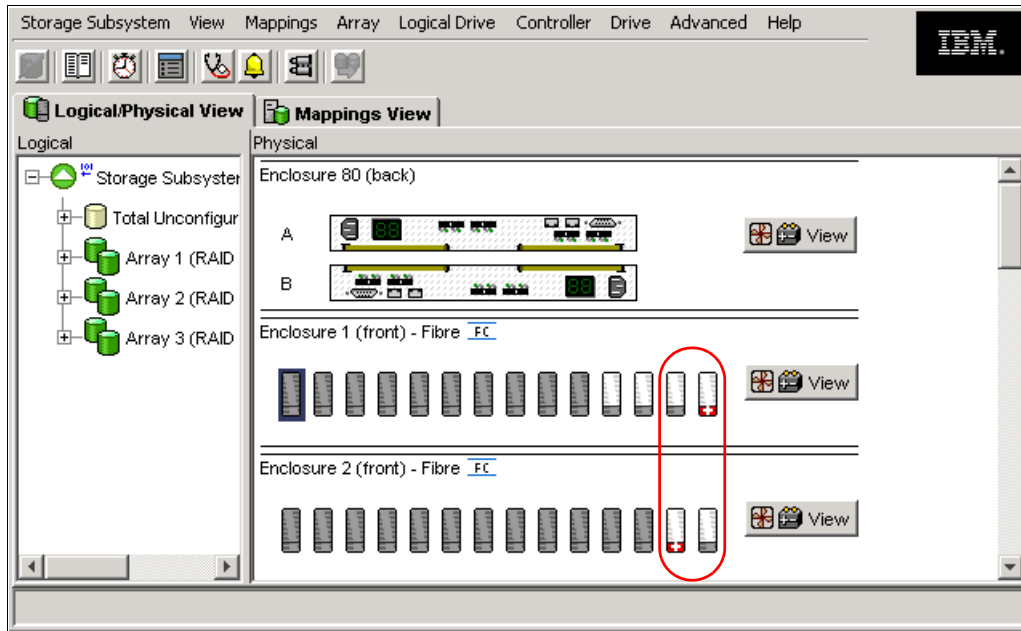 Storage Subsystem View Mappings Array Logical Drive Controller Drive Advanced Help
IBM.
Logical/Physical View Mappings View
Logical
Physical
Storage Subsyster
Total Unconfigur
Array 1 (RAID
Array 2 (RAID
Array 3 (RAID
Enclosure 80 (back)
A
88
View
B
88
Enclosure 1 (front) - Fibre FC
View
Enclosure 2 (front) - Fibre FC
View